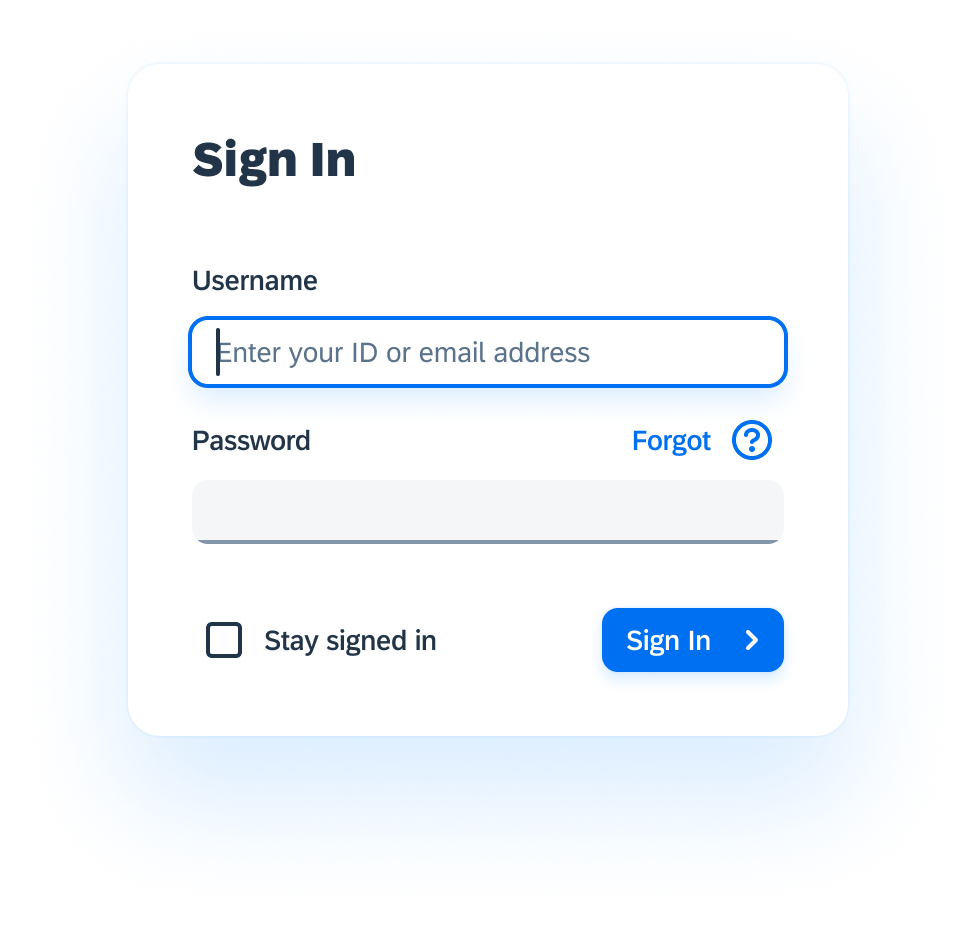 Sign In
Username
Enter your ID or email address
Password Forgot ?
Stay signed in Sign In